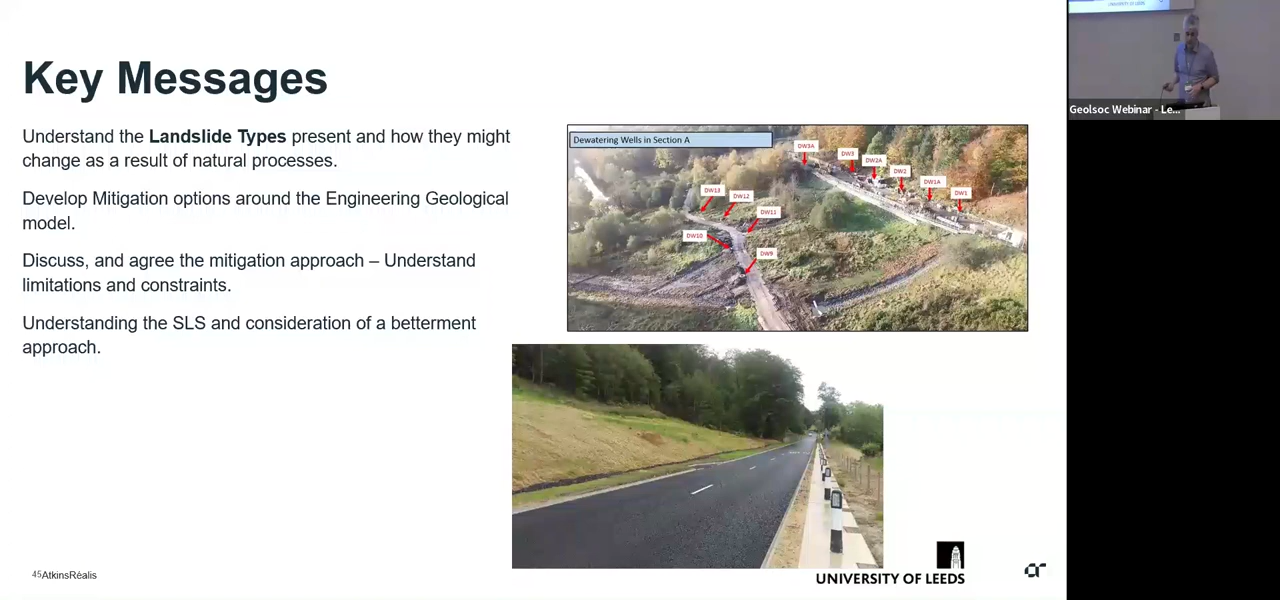 Key Messages
Understand the Landslide Types present and how they might
change as a result of natural processes.
Develop Mitigation options around the Engineering Geological
model.
Discuss, and agree the mitigation approach – Understand
limitations and constraints.
Understanding the SLS and consideration of a betterment
approach.
Dewatering Wells in Section A
DW3A
DW3
DW2A
DW2
DW1A
DW1
DW13
DW12
DW11
DW10
DW9
45AtkinsRéalis
UNIVERSITY OF LEEDS
UNIVERSITY OF LEEDS
Geolsoc Webinar - Le...